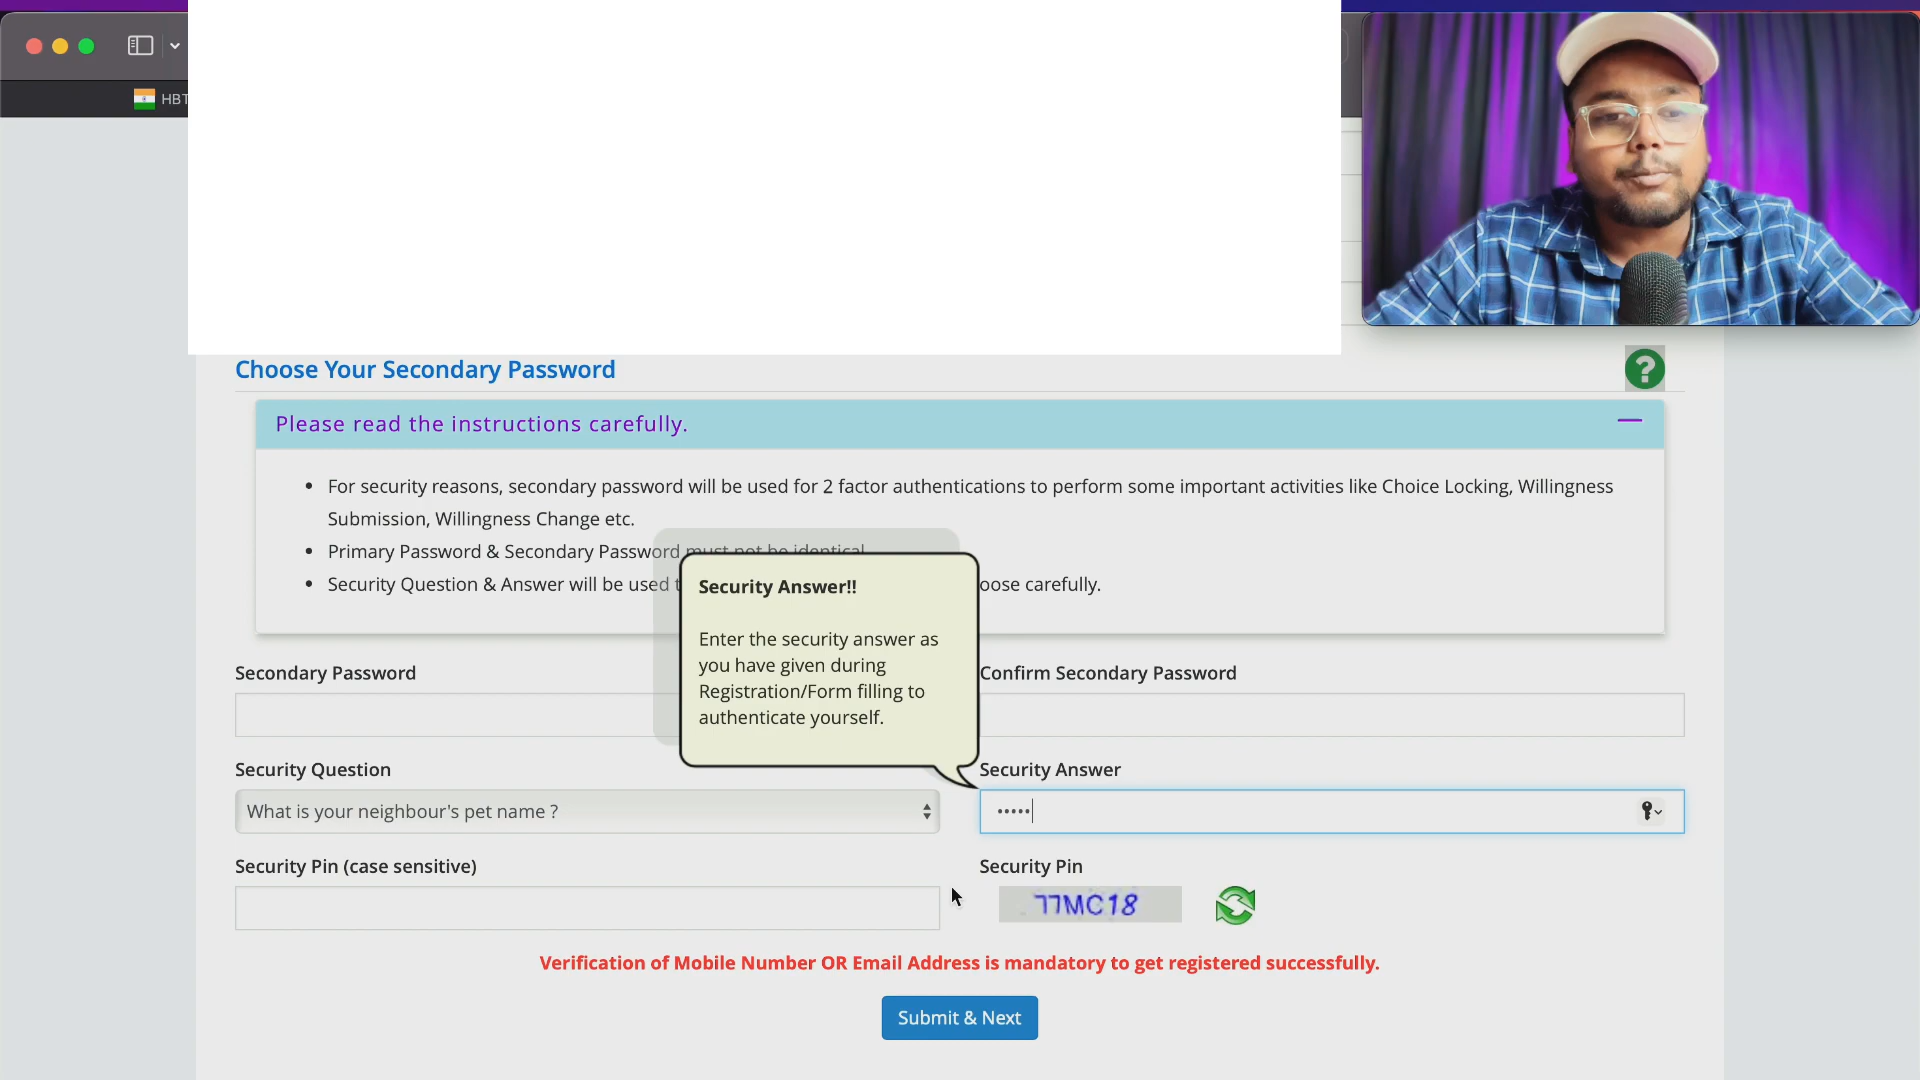 HBT
Choose Your Secondary Password
?
Please read the instructions carefully.
• For security reasons, secondary password will be used for 2 factor authentications to perform some important activities like Choice Locking, Willingness
Submission, Willingness Change etc.
• Primary Password & Secondary Password must not be identical
• Security Question & Answer will be used oose carefully.
Security Answer!!
Enter the security answer as
you have given during
Registration/Form filling to
authenticate yourself.
Secondary Password
Confirm Secondary Password
Security Question
Security Answer
What is your neighbour's pet name ?
•••••
Security Pin (case sensitive)
Security Pin
77MC18
Verification of Mobile Number OR Email Address is mandatory to get registered successfully.
Submit & Next